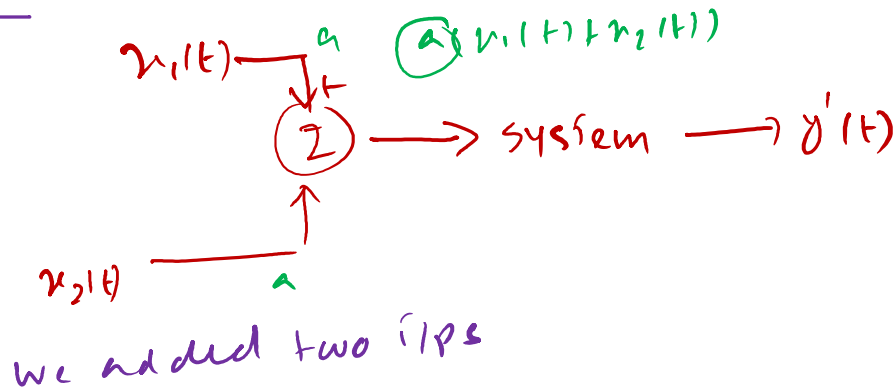 x₁(t) a a(x₁(t)+x₂(t))
+
Σ → system → y'(t)
x₂(t) a
we added two i/ps